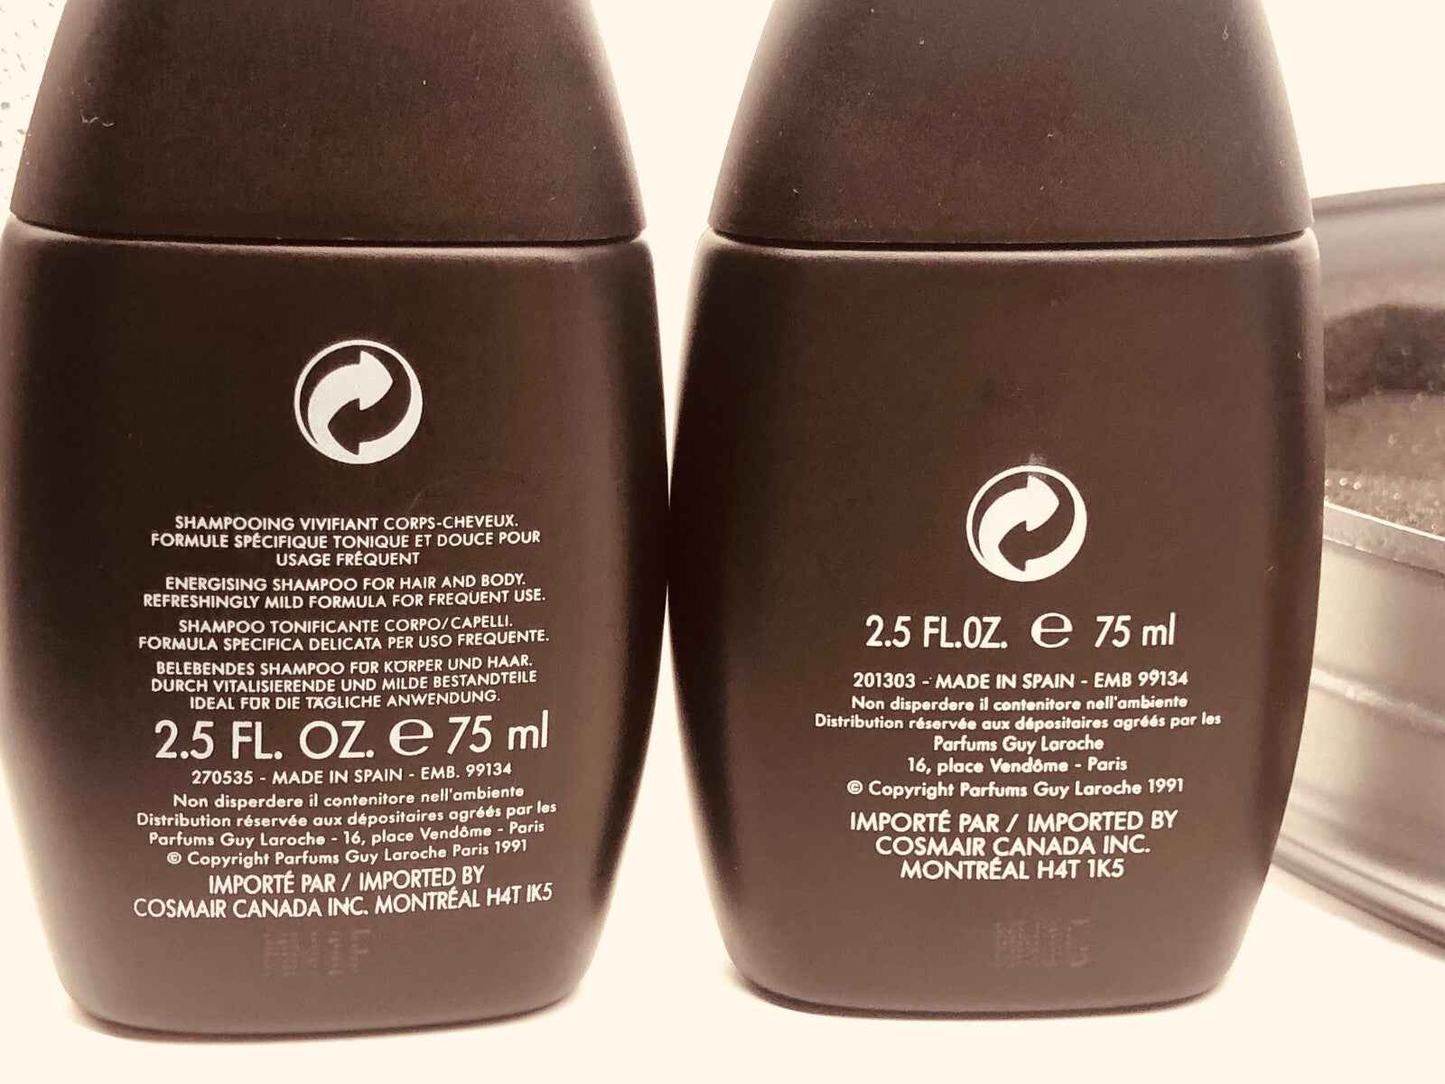 SHAMPOOING VIVIFIANT CORPS-CHEVEUX.
FORMULE SPÉCIFIQUE TONIQUE ET DOUCE POUR
USAGE FRÉQUENT
ENERGISING SHAMPOO FOR HAIR AND BODY.
REFRESHINGLY MILD FORMULA FOR FREQUENT USE.
SHAMPOO TONIFICANTE CORPO/CAPELLI.
FORMULA SPECIFICA DELICATA PER USO FREQUENTE.
BELEBENDES SHAMPOO FÜR KÖRPER UND HAAR.
DURCH VITALISIERENDE UND MILDE BESTANDTEILE
IDEAL FÜR DIE TÄGLICHE ANWENDUNG.
2.5 FL. OZ. ℮ 75 ml
270535 - MADE IN SPAIN - EMB. 99134
Non disperdere il contenitore nell'ambiente
Distribution réservée aux dépositaires agréés par les
Parfums Guy Laroche - 16, place Vendôme - Paris
© Copyright Parfums Guy Laroche Paris 1991
IMPORTÉ PAR / IMPORTED BY
COSMAIR CANADA INC. MONTRÉAL H4T 1K5
2.5 FL.OZ. ℮ 75 ml
201303 - MADE IN SPAIN - EMB 99134
Non disperdere il contenitore nell'ambiente
Distribution réservée aux dépositaires agréés par les
Parfums Guy Laroche
16, place Vendôme - Paris
© Copyright Parfums Guy Laroche 1991
IMPORTÉ PAR / IMPORTED BY
COSMAIR CANADA INC.
MONTRÉAL H4T 1K5